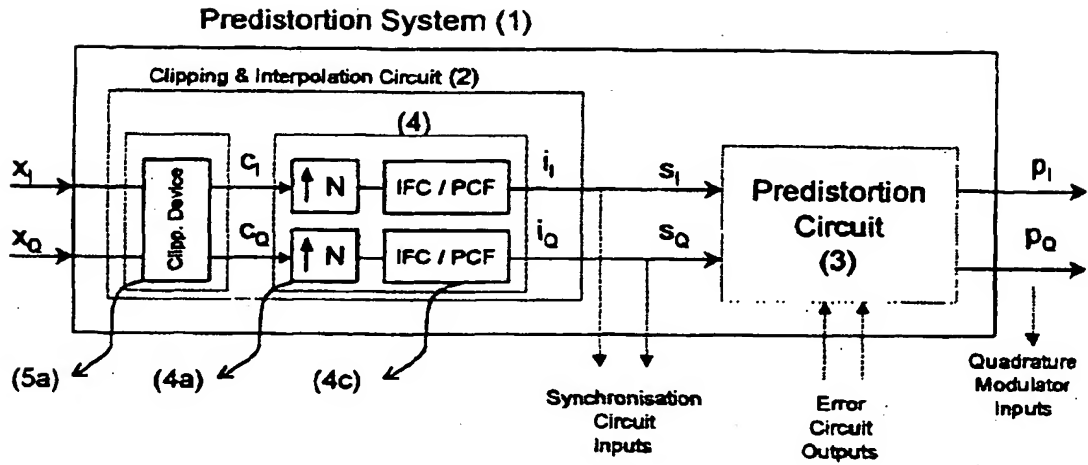 Predistortion System (1)
Clipping & Interpolation Circuit (2)
(4)
x_I
Clipp. Device
c_I
↑ N
IFC / PCF
i_I
s_I
Predistortion
Circuit
(3)
p_I
x_Q
c_Q
↑ N
IFC / PCF
i_Q
s_Q
p_Q
(5a)
(4a)
(4c)
Synchronisation
Circuit
Inputs
Error
Circuit
Outputs
Quadrature
Modulator
Inputs